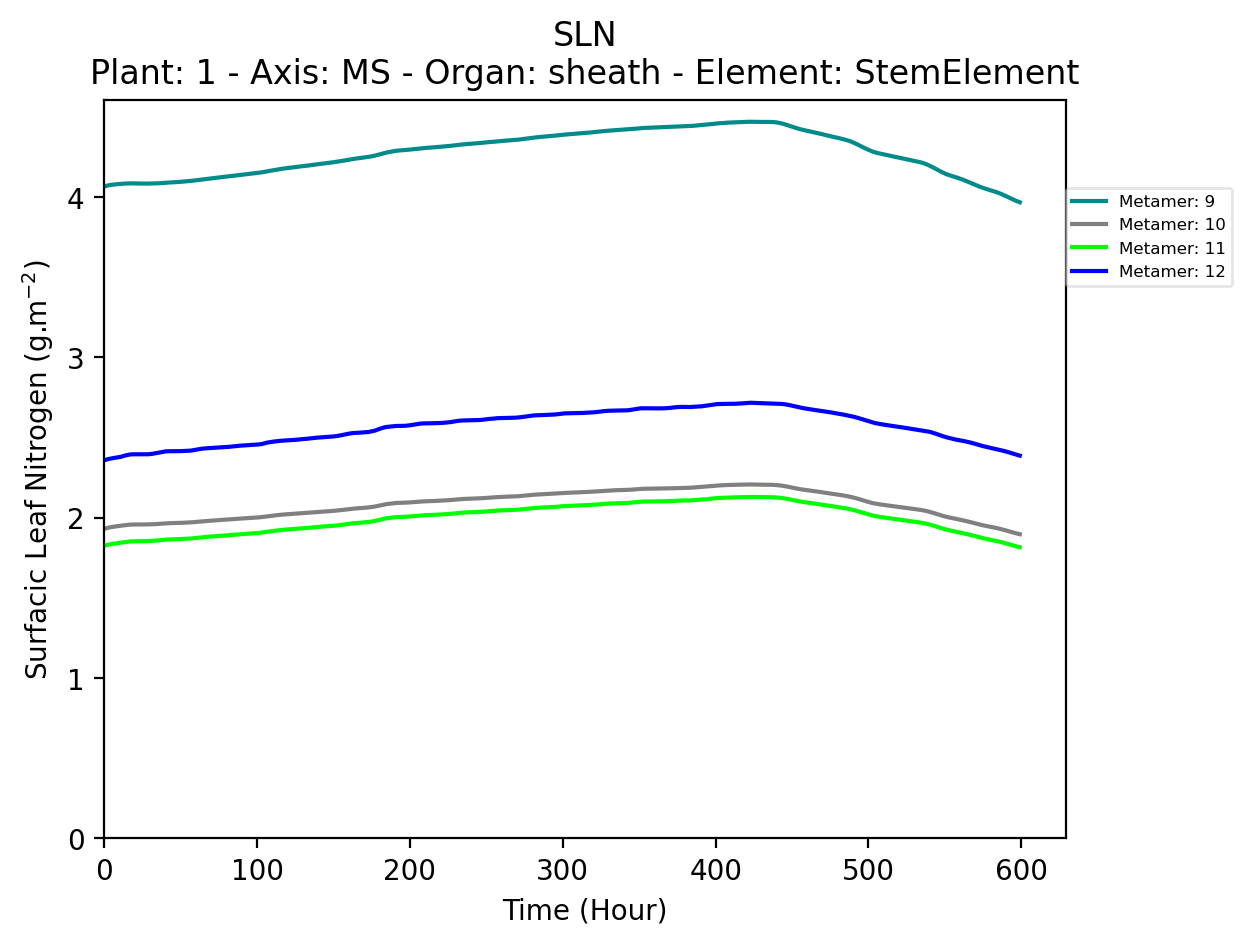 SLN
Plant: 1 - Axis: MS - Organ: sheath - Element: StemElement
Surfacic Leaf Nitrogen (g.m⁻²)
4
3
2
1
0
0 100 200 300 400 500 600
Time (Hour)
Metamer: 9
Metamer: 10
Metamer: 11
Metamer: 12